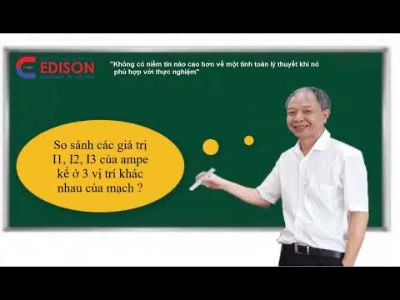 EDISON
"Không có niềm tin nào cao hơn về một tính toán lý thuyết khi nó
phù hợp với thực nghiệm"
So sánh các giá trị
I1, I2, I3 của ampe
kế ở 3 vị trí khác
nhau của mạch ?